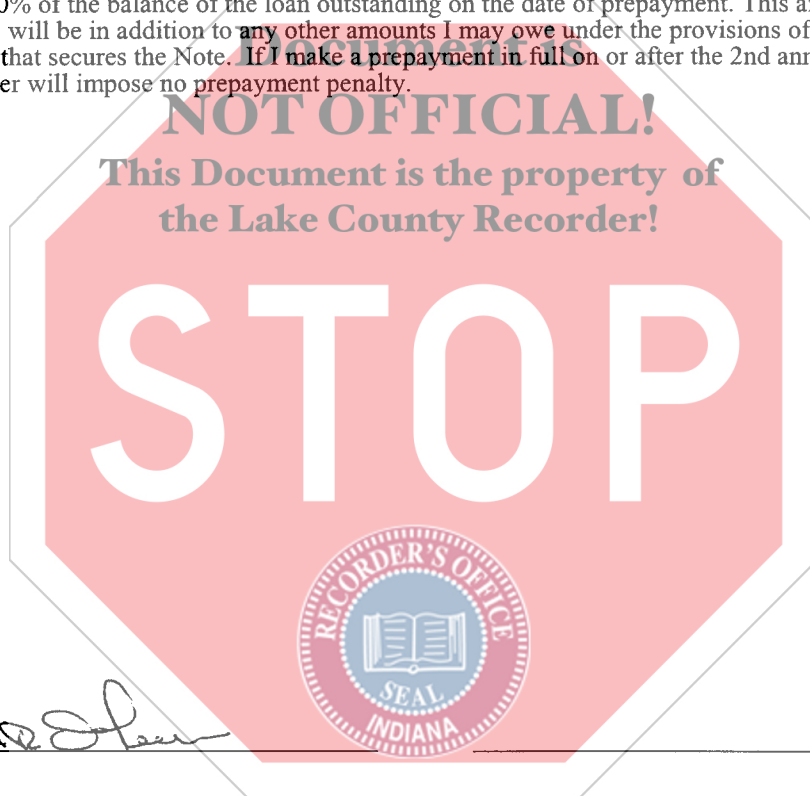 0% of the balance of the loan outstanding on the date of prepayment. This
will be in addition to any other amounts I may owe under the provisions of
that secures the Note. If I make a prepayment in full on or after the 2nd
er will impose no prepayment penalty.
Document is
NOT OFFICIAL!
This Document is the property of
the Lake County Recorder!
STOP
RECORDER'S OFFICE
SEAL
INDIANA